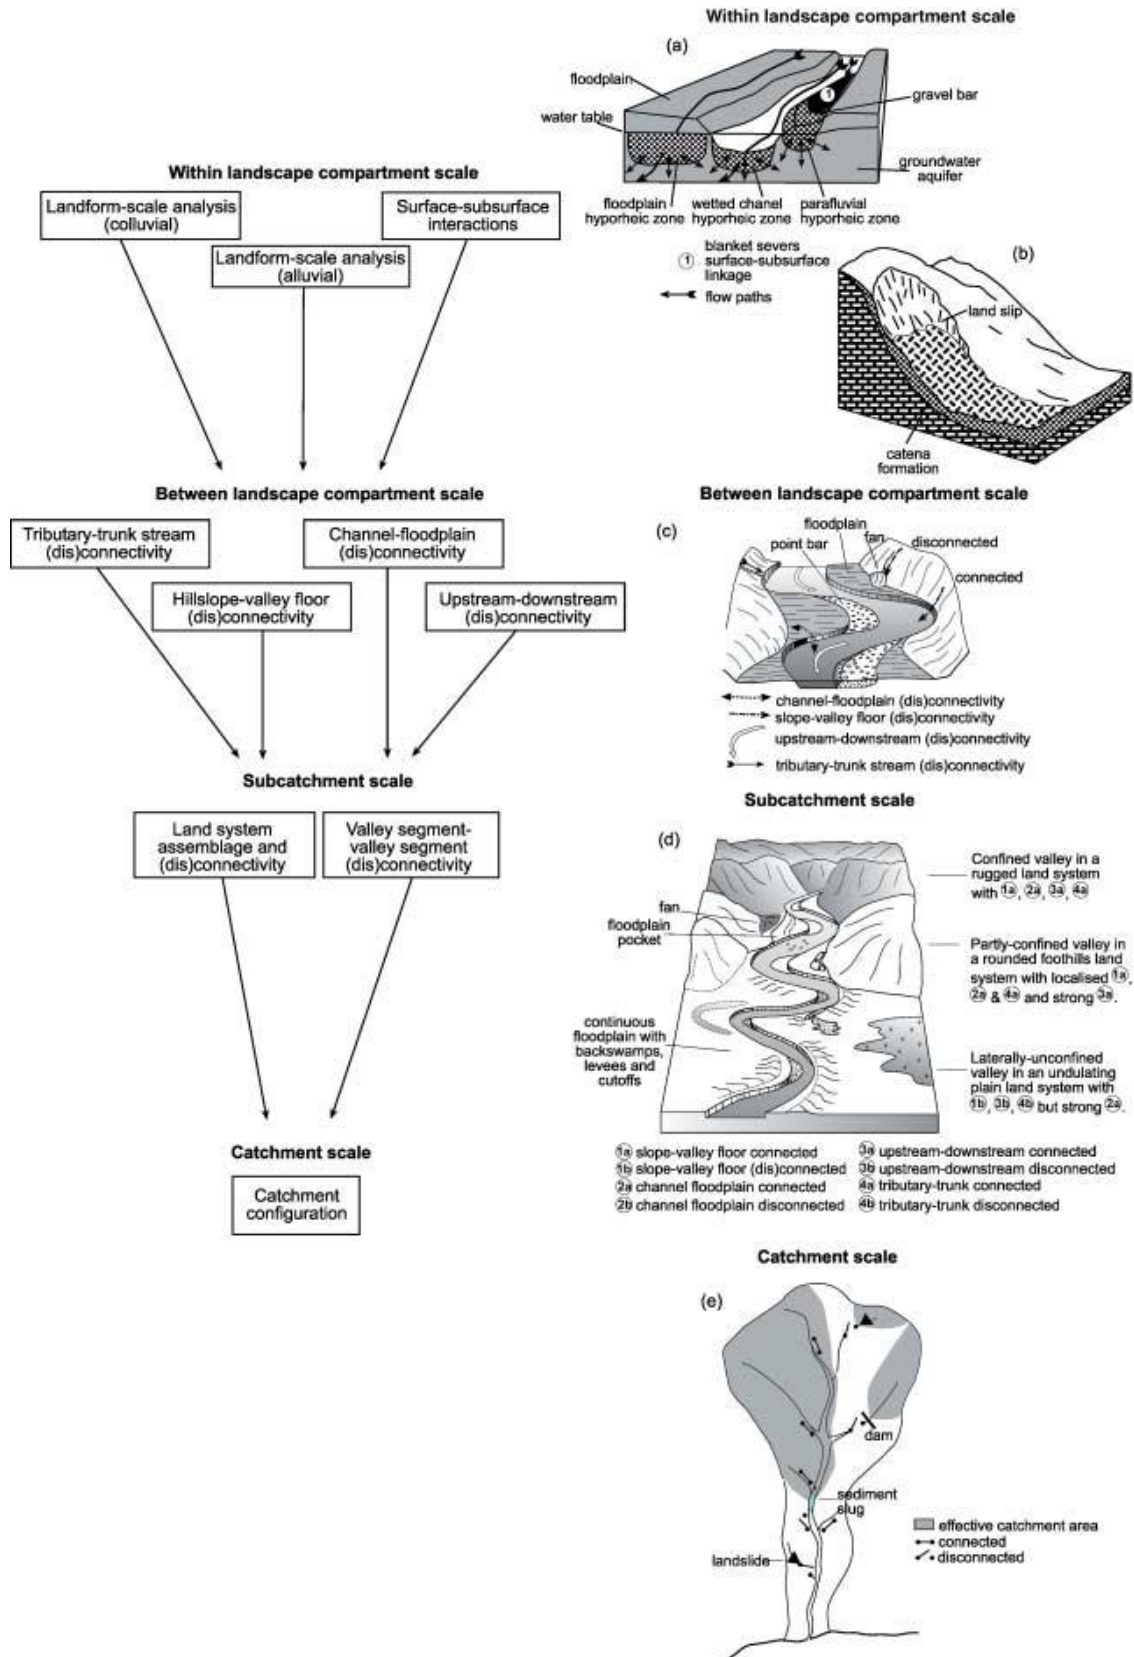 Within landscape compartment scale
Landform-scale analysis
(colluvial)
Surface-subsurface
interactions
Landform-scale analysis
(alluvial)
Between landscape compartment scale
Tributary-trunk stream
(dis)connectivity
Channel-floodplain
(dis)connectivity
Hillslope-valley floor
(dis)connectivity
Upstream-downstream
(dis)connectivity
Subcatchment scale
Land system
assemblage and
(dis)connectivity
Valley segment-
valley segment
(dis)connectivity
Catchment scale
Catchment
configuration
Within landscape compartment scale
(a)
floodplain
1
gravel bar
water table
groundwater
aquifer
floodplain
hyporheic zone
wetted chanel
hyporheic zone
parafluvial
hyporheic zone
1 blanket severs
surface-subsurface
linkage
flow paths
(b)
land slip
catena
formation
Between landscape compartment scale
(c)
floodplain
fan
disconnected
point bar
connected
channel-floodplain (dis)connectivity
slope-valley floor (dis)connectivity
upstream-downstream (dis)connectivity
tributary-trunk stream (dis)connectivity
Subcatchment scale
(d)
Confined valley in a
rugged land system
with 1a, 2a, 3a, 4a
fan
floodplain
pocket
Partly-confined valley in
a rounded foothills land
system with localised 1a,
2a & 4a and strong 3a.
continuous
floodplain with
backswamps,
levees and
cutoffs
Laterally-unconfined
valley in an undulating
plain land system with
1b, 3b, 4b but strong 2a.
1a slope-valley floor connected
1b slope-valley floor (dis)connected
2a channel floodplain connected
2b channel floodplain disconnected
3a upstream-downstream connected
3b upstream-downstream disconnected
4a tributary-trunk connected
4b tributary-trunk disconnected
Catchment scale
(e)
dam
sediment
slug
landslide
effective catchment area
connected
disconnected